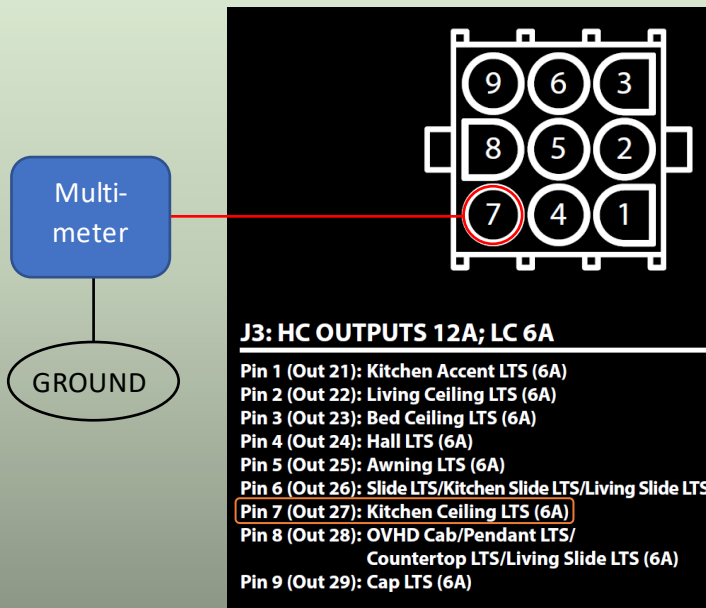 9 6 3
8 5 2
7 4 1
Multi-
meter
GROUND
J3: HC OUTPUTS 12A; LC 6A
Pin 1 (Out 21): Kitchen Accent LTS (6A)
Pin 2 (Out 22): Living Ceiling LTS (6A)
Pin 3 (Out 23): Bed Ceiling LTS (6A)
Pin 4 (Out 24): Hall LTS (6A)
Pin 5 (Out 25): Awning LTS (6A)
Pin 6 (Out 26): Slide LTS/Kitchen Slide LTS/Living Slide LTS
Pin 7 (Out 27): Kitchen Ceiling LTS (6A)
Pin 8 (Out 28): OVHD Cab/Pendant LTS/
Countertop LTS/Living Slide LTS (6A)
Pin 9 (Out 29): Cap LTS (6A)